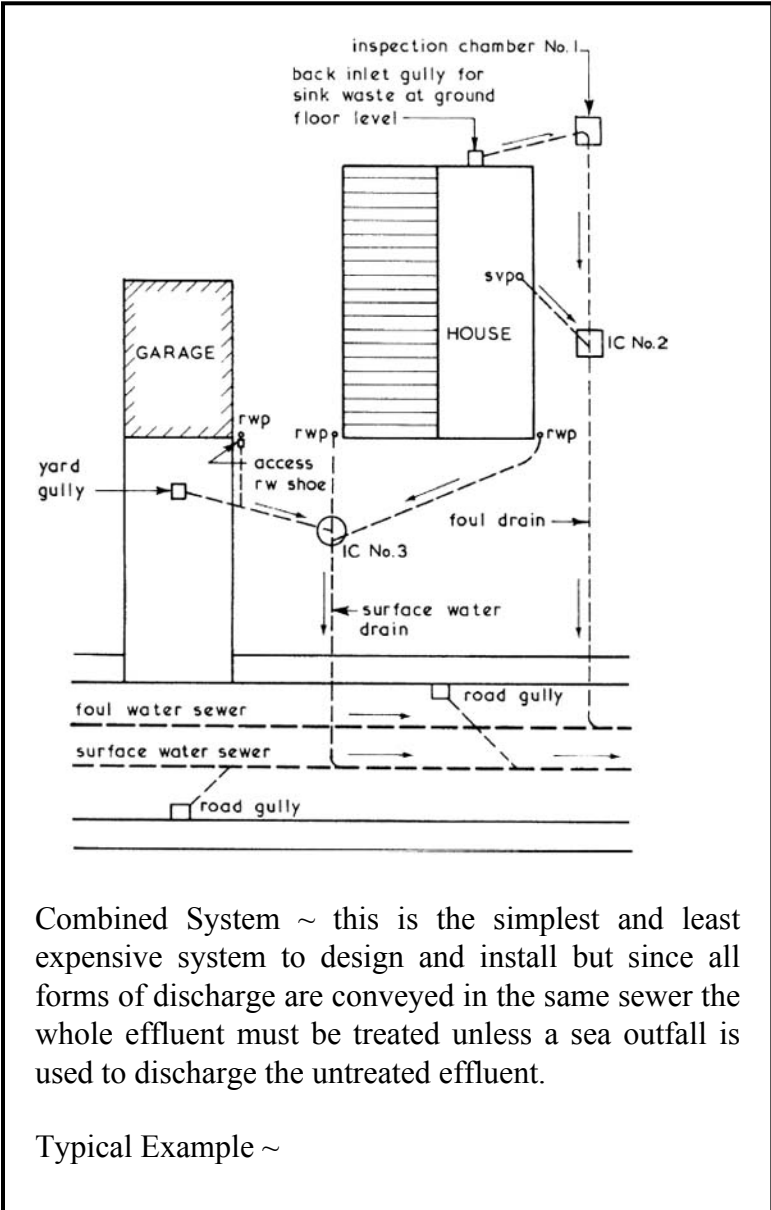 inspection chamber No.1
back inlet gully for
sink waste at ground
floor level
svp
HOUSE
IC No.2
GARAGE
rwp
rwp
rwp
access
rw shoe
yard
gully
foul drain
IC No.3
surface water
drain
road gully
foul water sewer
surface water sewer
road gully
Combined System ~ this is the simplest and least
expensive system to design and install but since all
forms of discharge are conveyed in the same sewer the
whole effluent must be treated unless a sea outfall is
used to discharge the untreated effluent.
Typical Example ~